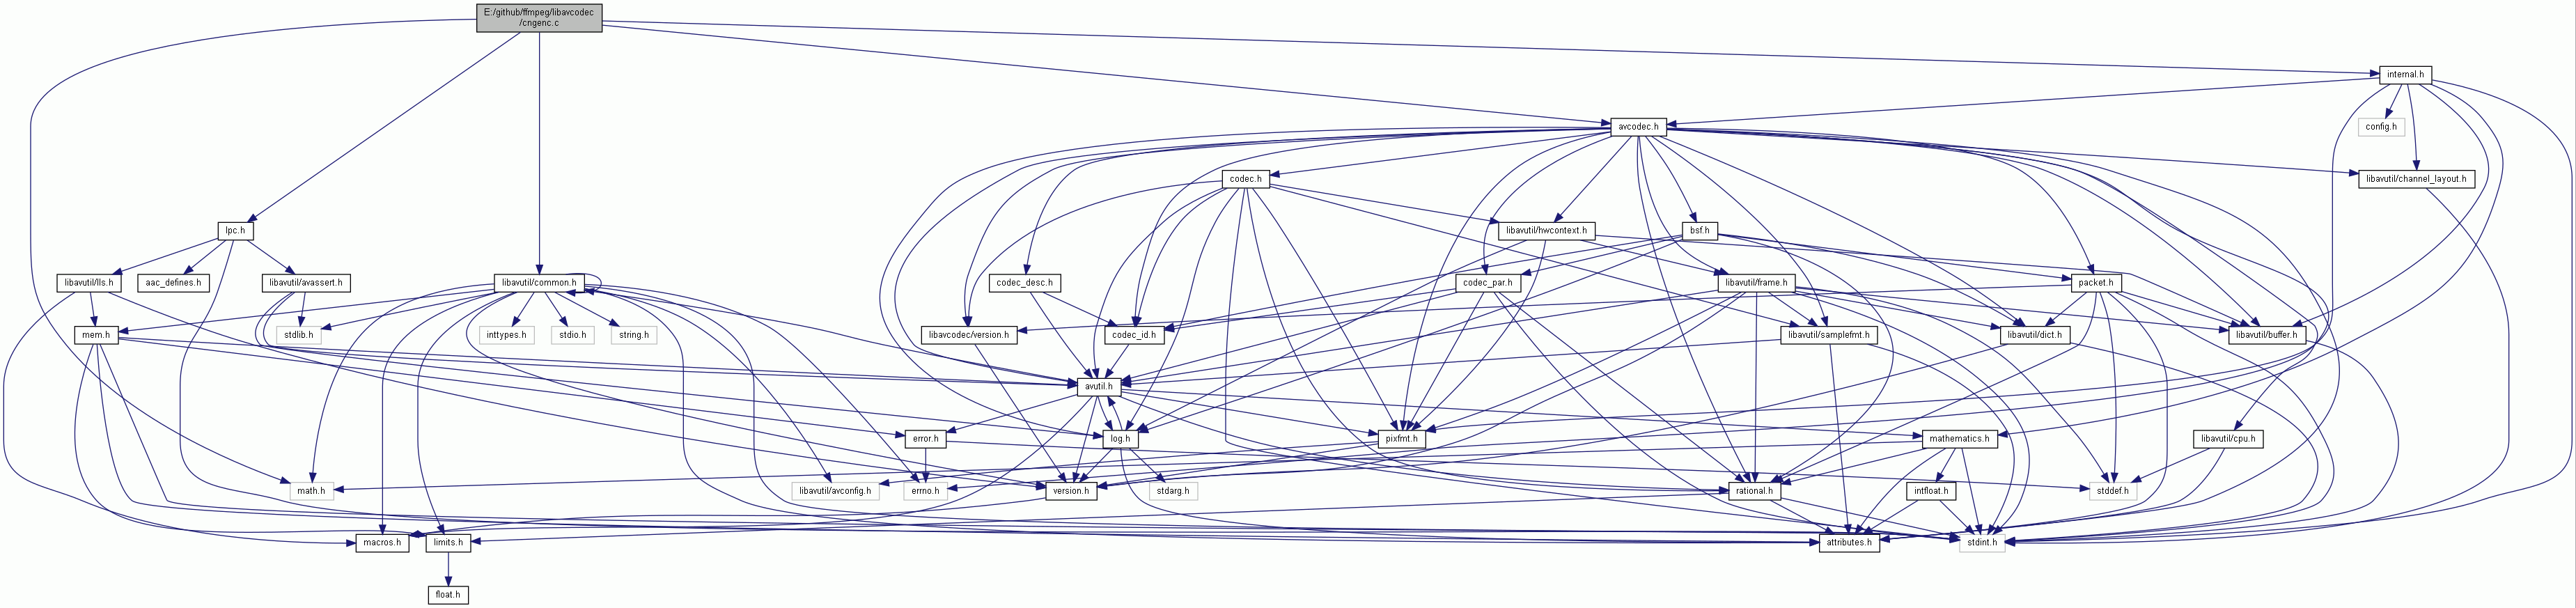 E:/github/ffmpeg/libavcodec
/cngenc.c
internal.h
avcodec.h
config.h
codec.h
libavutil/channel_layout.h
lpc.h
libavutil/hwcontext.h
bsf.h
libavutil/lls.h
aac_defines.h
libavutil/avassert.h
libavutil/common.h
codec_desc.h
codec_par.h
libavutil/frame.h
packet.h
mem.h
stdlib.h
inttypes.h
stdio.h
string.h
libavcodec/version.h
codec_id.h
libavutil/samplefmt.h
libavutil/dict.h
libavutil/buffer.h
avutil.h
error.h
log.h
pixfmt.h
mathematics.h
libavutil/cpu.h
math.h
libavutil/avconfig.h
errno.h
version.h
stdarg.h
rational.h
intfloat.h
stddef.h
macros.h
limits.h
attributes.h
stdint.h
float.h